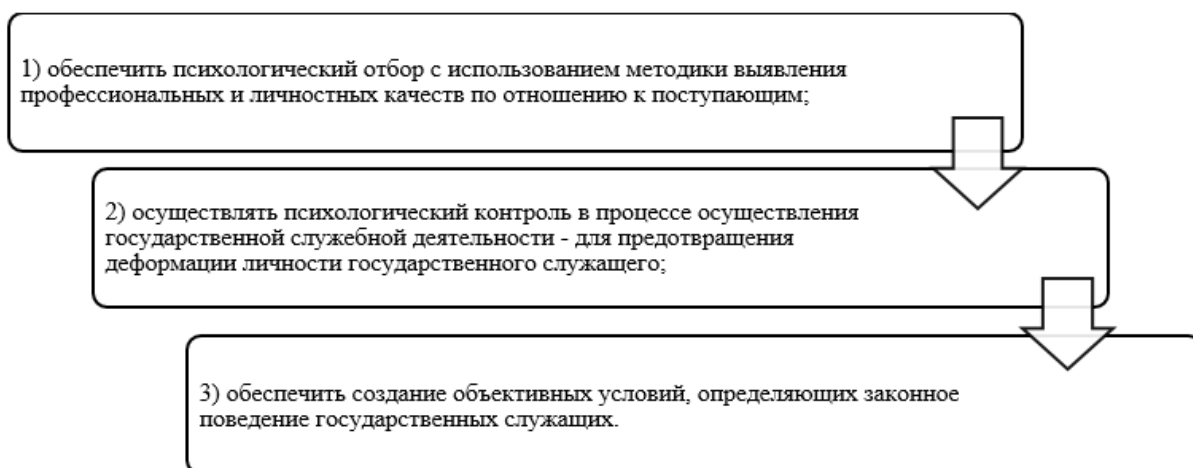 1) обеспечить психологический отбор с использованием методики выявления
профессиональных и личностных качеств по отношению к поступающим;
2) осуществлять психологический контроль в процессе осуществления
государственной служебной деятельности - для предотвращения
деформации личности государственного служащего;
3) обеспечить создание объективных условий, определяющих законное
поведение государственных служащих.